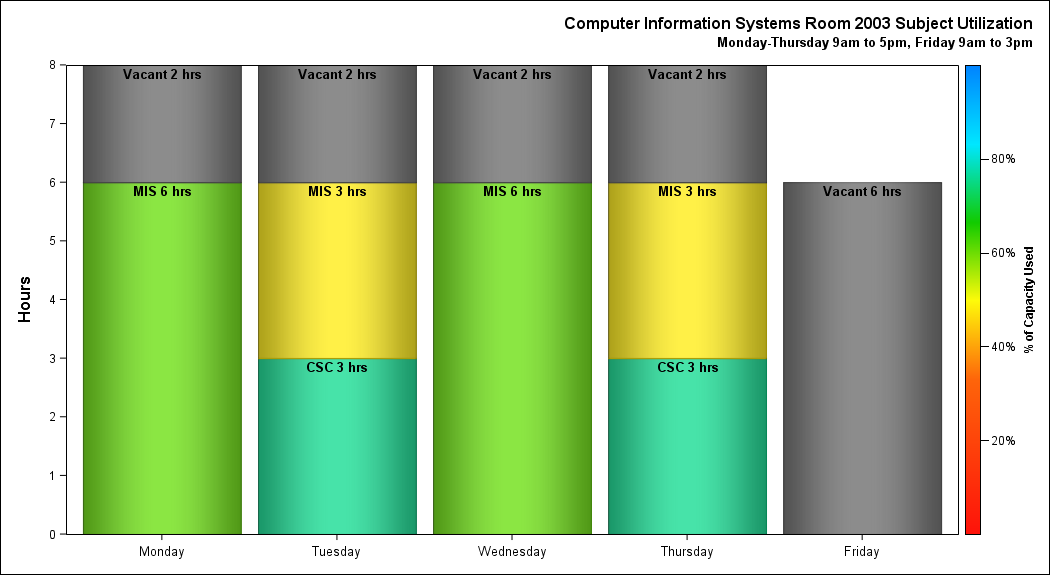 Computer Information Systems Room 2003 Subject Utilization
Monday-Thursday 9am to 5pm, Friday 9am to 3pm
Hours
8
7
6
5
4
3
2
1
0
Vacant 2 hrs
MIS 6 hrs
Vacant 2 hrs
MIS 3 hrs
CSC 3 hrs
Vacant 2 hrs
MIS 6 hrs
Vacant 2 hrs
MIS 3 hrs
CSC 3 hrs
Vacant 6 hrs
Monday
Tuesday
Wednesday
Thursday
Friday
80%
60%
40%
20%
% of Capacity Used